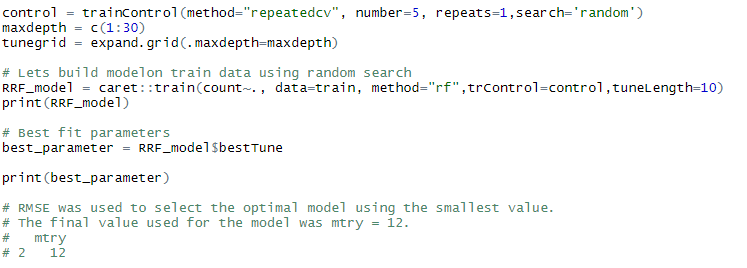 control = trainControl(method="repeatedcv", number=5, repeats=1,search='random')
maxdepth = c(1:30)
tunegrid = expand.grid(.maxdepth=maxdepth)
# Lets build modelon train data using random search
RRF_model = caret::train(count~., data=train, method="rf",trControl=control,tuneLength=10)
print(RRF_model)
# Best fit parameters
best_parameter = RRF_model$bestTune
print(best_parameter)
# RMSE was used to select the optimal model using the smallest value.
# The final value used for the model was mtry = 12.
#   mtry
# 2   12